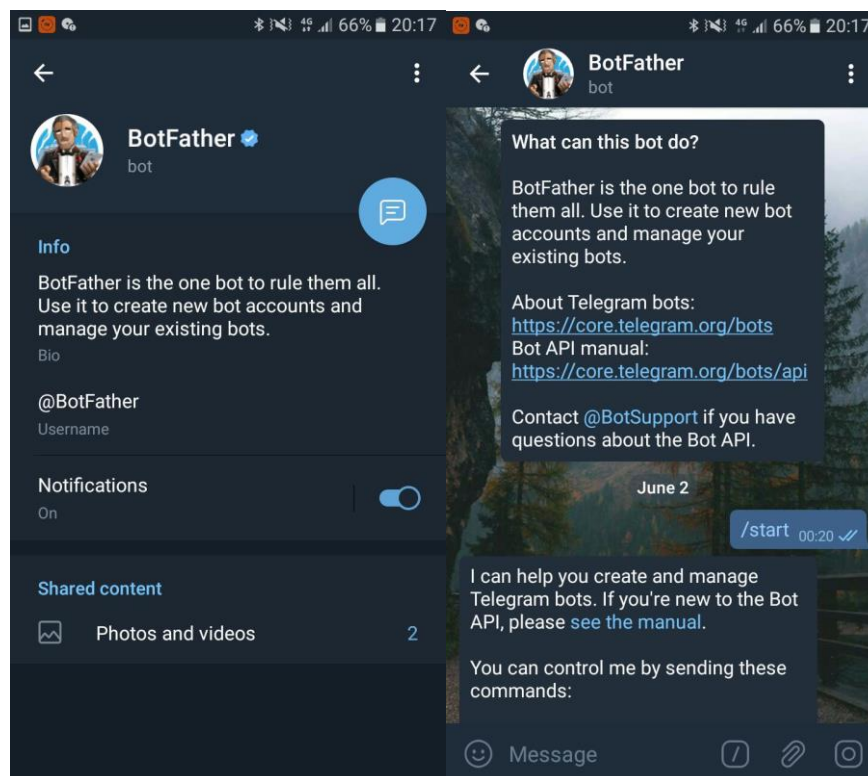 66% 20:17
BotFather
bot
Info
BotFather is the one bot to rule them all.
Use it to create new bot accounts and
manage your existing bots.
Bio
@BotFather
Username
Notifications
On
Shared content
Photos and videos 2
4G 66% 20:17
BotFather
bot
What can this bot do?
BotFather is the one bot to rule
them all. Use it to create new bot
accounts and manage your
existing bots.
About Telegram bots:
https://core.telegram.org/bots
Bot API manual:
https://core.telegram.org/bots/api
Contact @BotSupport if you have
questions about the Bot API.
June 2
/start 00:20
I can help you create and manage
Telegram bots. If you're new to the Bot
API, please see the manual.
You can control me by sending these
commands:
Message